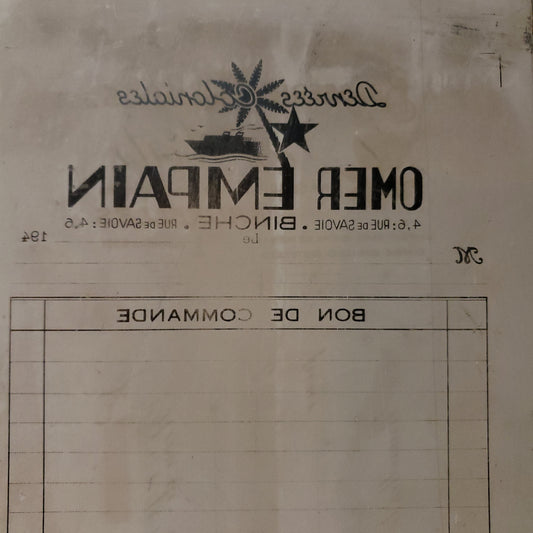 Denrées Coloniales
OMER EMPAIN
4,6: RUE DE SAVOIE • BINCHE • RUE DE SAVOIE: 4,6
Le 194
M
BON DE COMMANDE